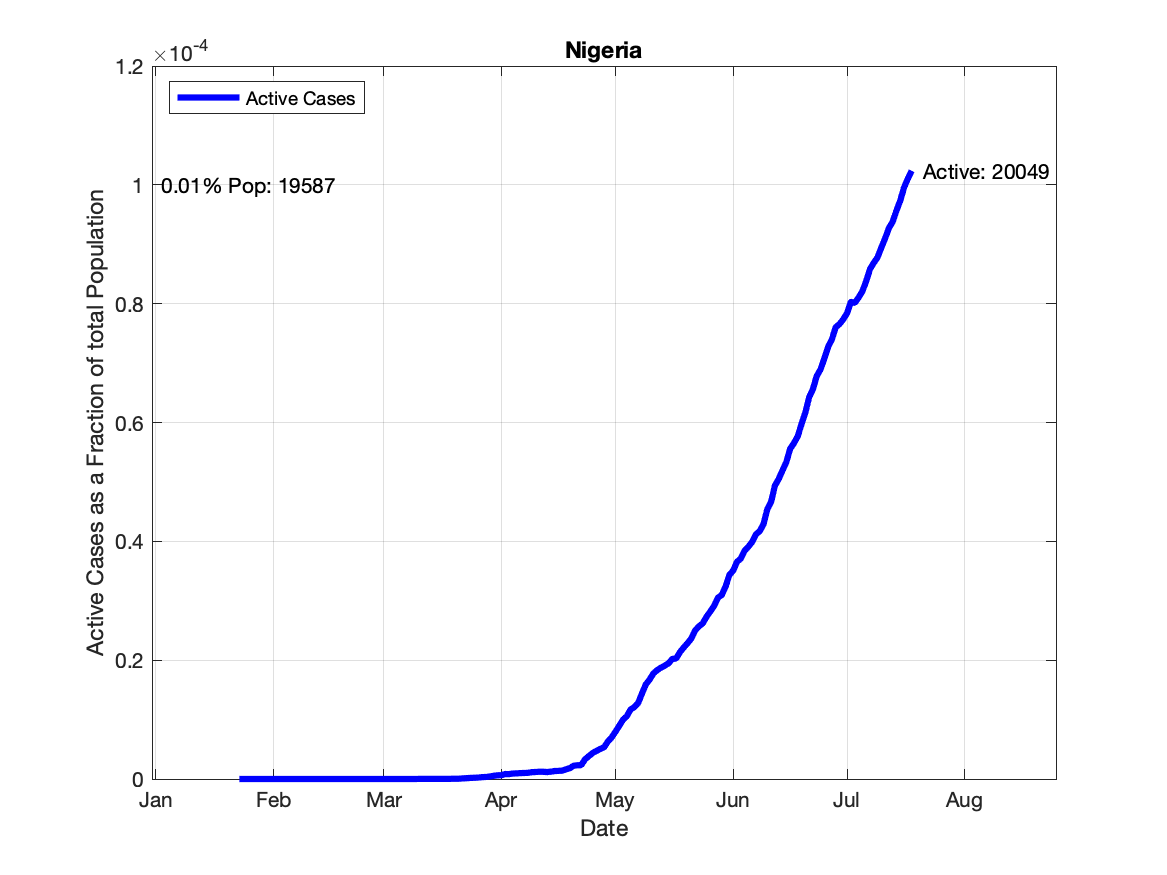 Nigeria
×10-4
1.2
Active Cases
1
0.01% Pop: 19587
Active: 20049
0.8
0.6
0.4
0.2
0
Active Cases as a Fraction of total Population
Jan Feb Mar Apr May Jun Jul Aug
Date